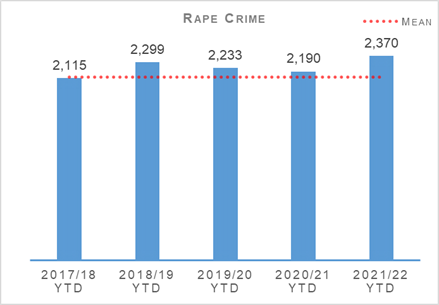 RAPE CRIME
MEAN
2,115
2,299
2,233
2,190
2,370
2017/18 YTD
2018/19 YTD
2019/20 YTD
2020/21 YTD
2021/22 YTD